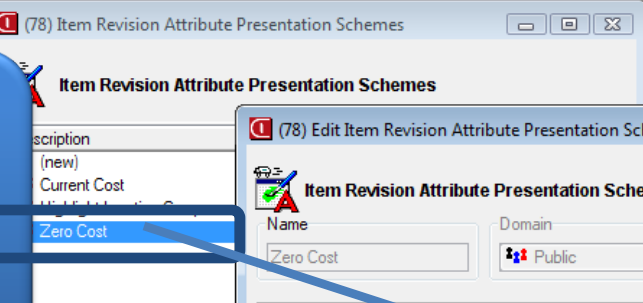 (78) Item Revision Attribute Presentation Schemes
Item Revision Attribute Presentation Schemes
scription
(new)
Current Cost
Zero Cost
(78) Edit Item Revision Attribute Presentation Sc
Item Revision Attribute Presentation Sche
Name
Zero Cost
Domain
Public